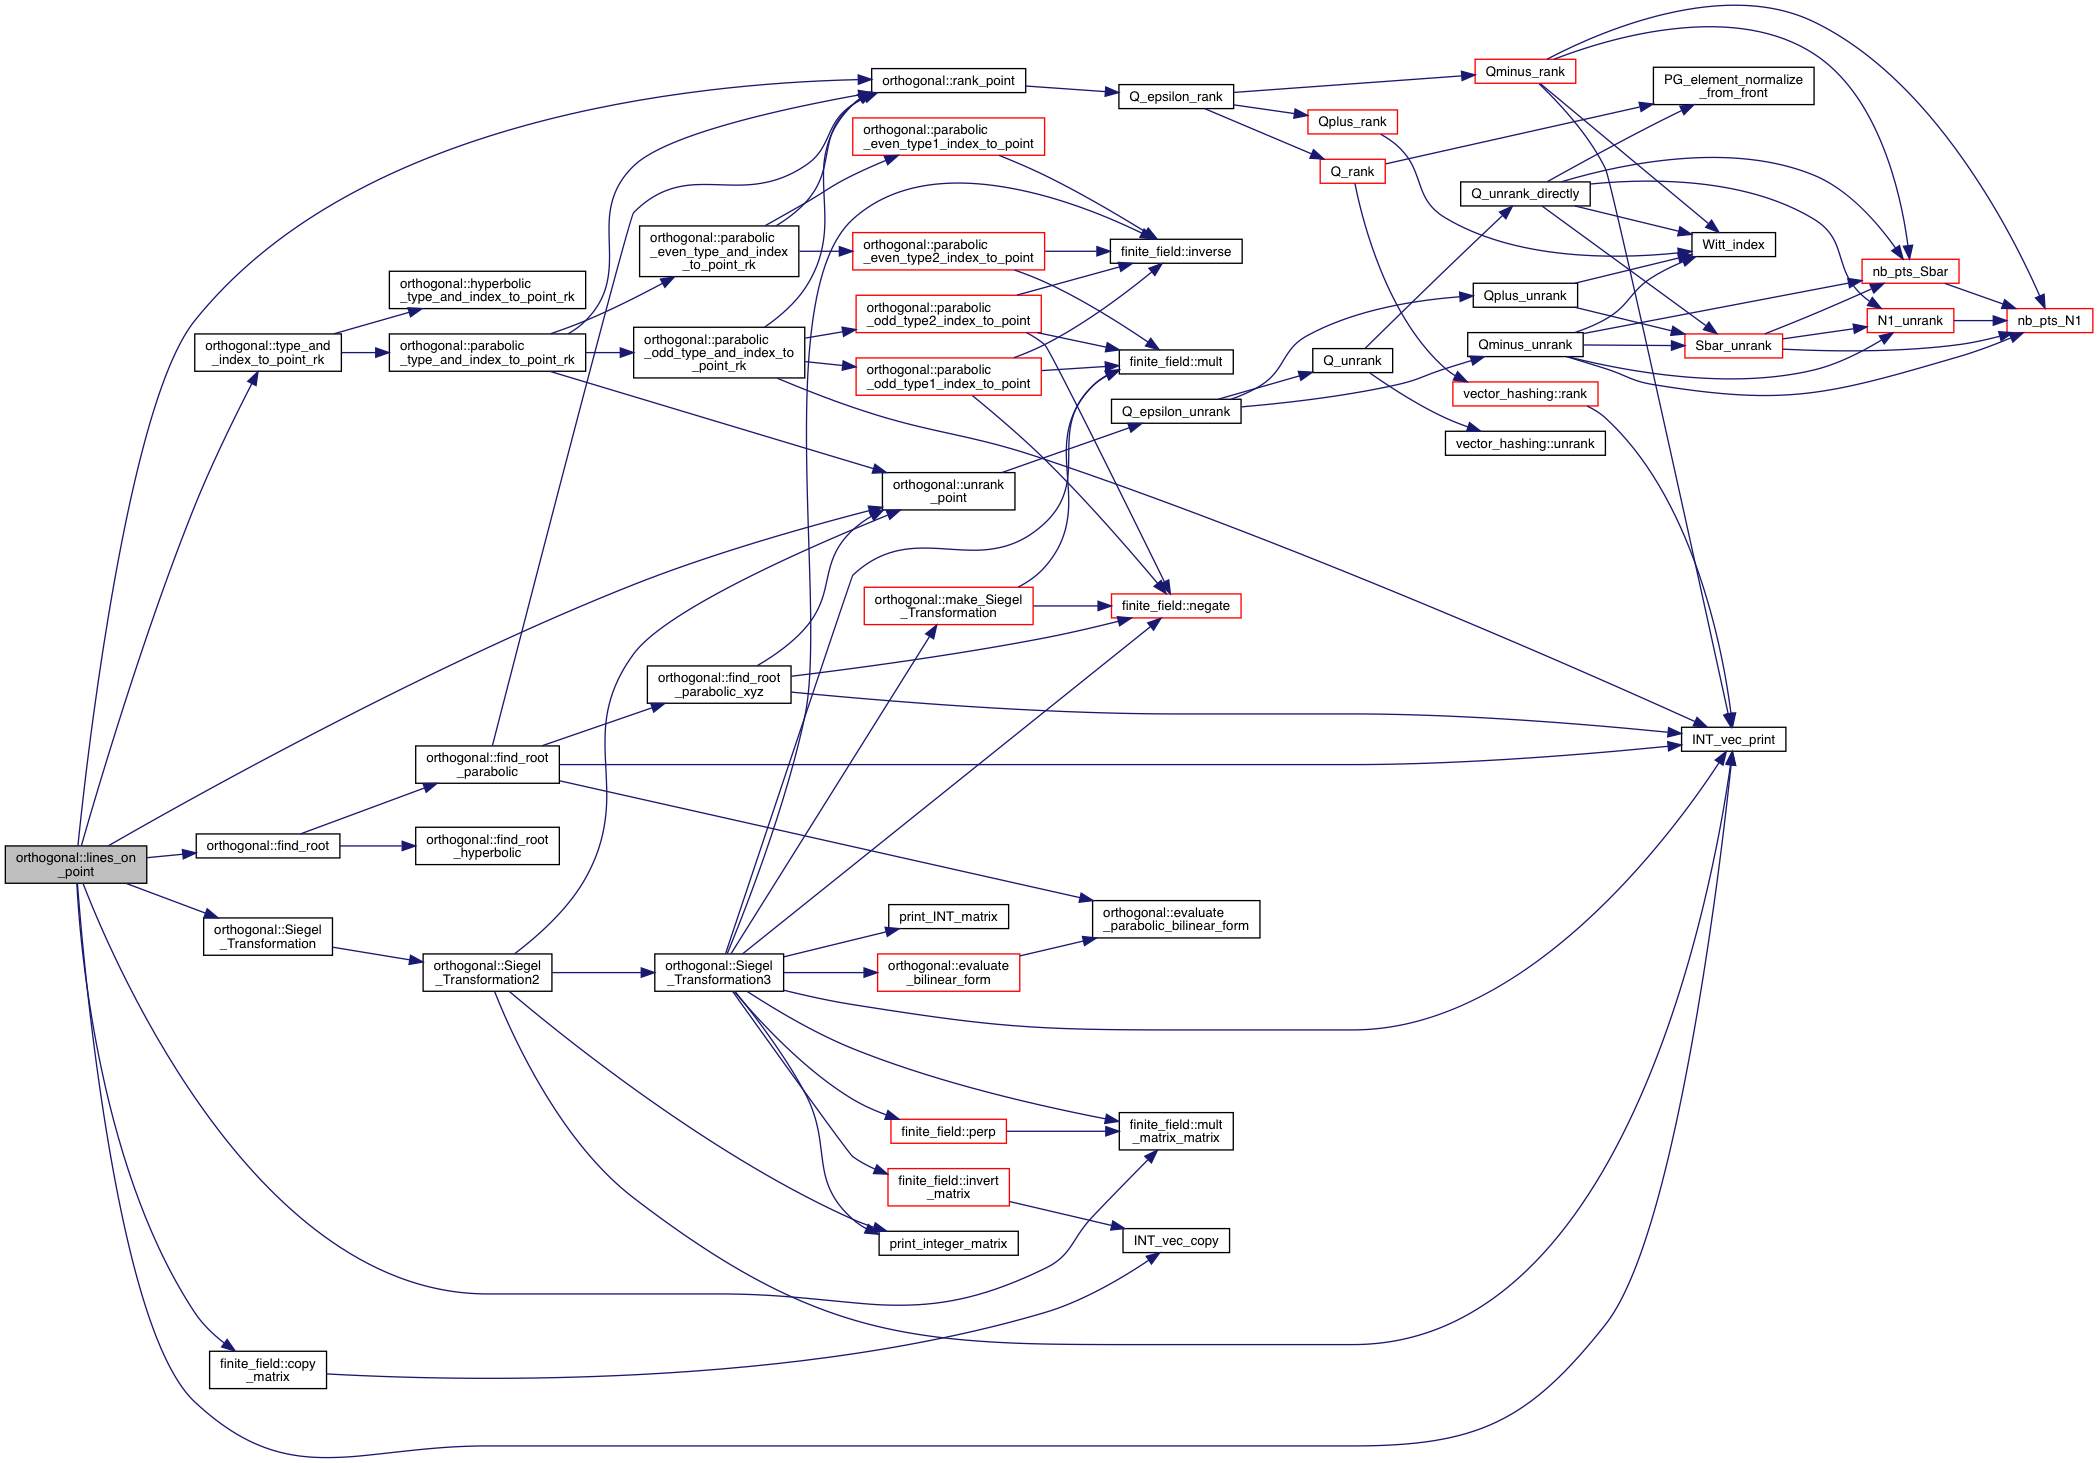 orthogonal::lines_on
_point
orthogonal::type_and
_index_to_point_rk
orthogonal::find_root
orthogonal::Siegel
_Transformation
finite_field::copy
_matrix
orthogonal::hyperbolic
_type_and_index_to_point_rk
orthogonal::parabolic
_type_and_index_to_point_rk
orthogonal::find_root
_parabolic
orthogonal::find_root
_hyperbolic
orthogonal::Siegel
_Transformation2
orthogonal::parabolic
_even_type_and_index
_to_point_rk
orthogonal::parabolic
_odd_type_and_index_to
_point_rk
orthogonal::find_root
_parabolic_xyz
orthogonal::Siegel
_Transformation3
orthogonal::rank_point
orthogonal::parabolic
_even_type1_index_to_point
orthogonal::parabolic
_even_type2_index_to_point
orthogonal::parabolic
_odd_type2_index_to_point
orthogonal::parabolic
_odd_type1_index_to_point
orthogonal::unrank
_point
orthogonal::make_Siegel
_Transformation
print_INT_matrix
orthogonal::evaluate
_bilinear_form
finite_field::perp
finite_field::invert
_matrix
print_integer_matrix
Q_epsilon_rank
finite_field::inverse
finite_field::mult
Q_epsilon_unrank
finite_field::negate
orthogonal::evaluate
_parabolic_bilinear_form
finite_field::mult
_matrix_matrix
INT_vec_copy
Qplus_rank
Q_rank
Q_unrank
Qminus_rank
Q_unrank_directly
Qplus_unrank
Qminus_unrank
vector_hashing::rank
vector_hashing::unrank
PG_element_normalize
_from_front
Witt_index
Sbar_unrank
INT_vec_print
nb_pts_Sbar
N1_unrank
nb_pts_N1